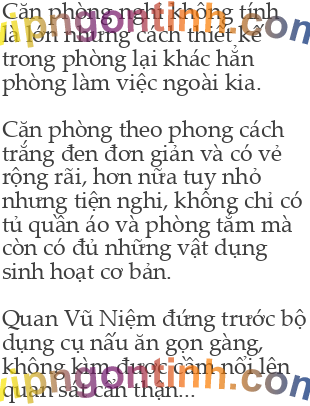 Căn phòng nghỉ không tính
là lớn nhưng cách thiết kế
trong phòng lại khác hẳn
phòng làm việc ngoài kia.
Căn phòng theo phong cách
trắng đen đơn giản và có vẻ
rộng rãi, hơn nữa tuy nhỏ
nhưng tiện nghi, không chỉ có
tủ quần áo và phòng tắm mà
còn có đủ những vật dụng
sinh hoạt cơ bản.
Quan Vũ Niệm đứng trước bộ
dụng cụ nấu ăn gọn gàng,
không kìm được cầm nổi lên
quan sát cẩn thận...
vipngontinh.com
vipngontinh.com